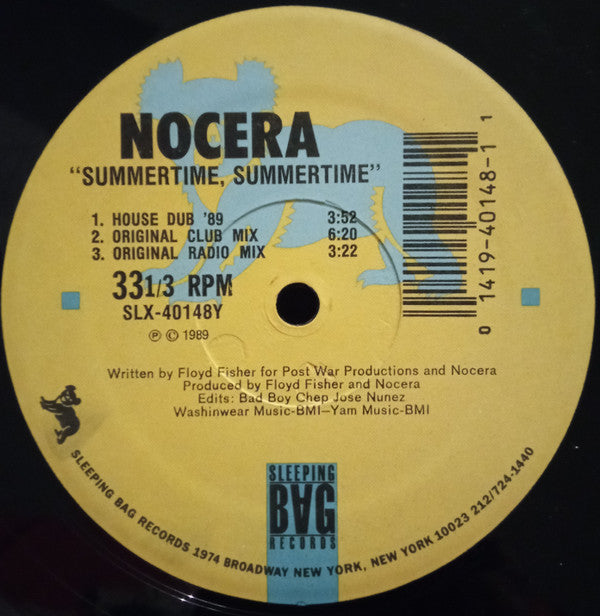 NOCERA
"SUMMERTIME, SUMMERTIME"
1. HOUSE DUB '89 3:52
2. ORIGINAL CLUB MIX 6:20
3. ORIGINAL RADIO MIX 3:22
33 1/3 RPM
SLX-40148Y
Ⓟ © 1989
0 1419-40148-1 1
Written by Floyd Fisher for Post War Productions and Nocera
Produced by Floyd Fisher and Nocera
Edits: Bad Boy Chep Jose Nunez
Washinwear Music-BMI—Yam Music-BMI
SLEEPING
BAG
RECORDS
SLEEPING BAG RECORDS 1974 BROADWAY NEW YORK, NEW YORK 10023 212/724-1440